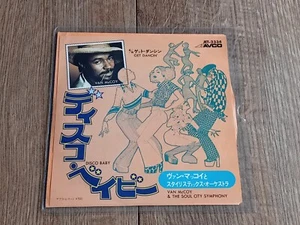 ゲット・ダンシン
GET DANCIN'
JET-2334
AVCO
VAN McCOY
ディスコ・ベイビー
DISCO BABY
ヴァン・マッコイと
スタイリスティックス・オーケストラ
VAN McCOY
& THE SOUL CITY SYMPHONY